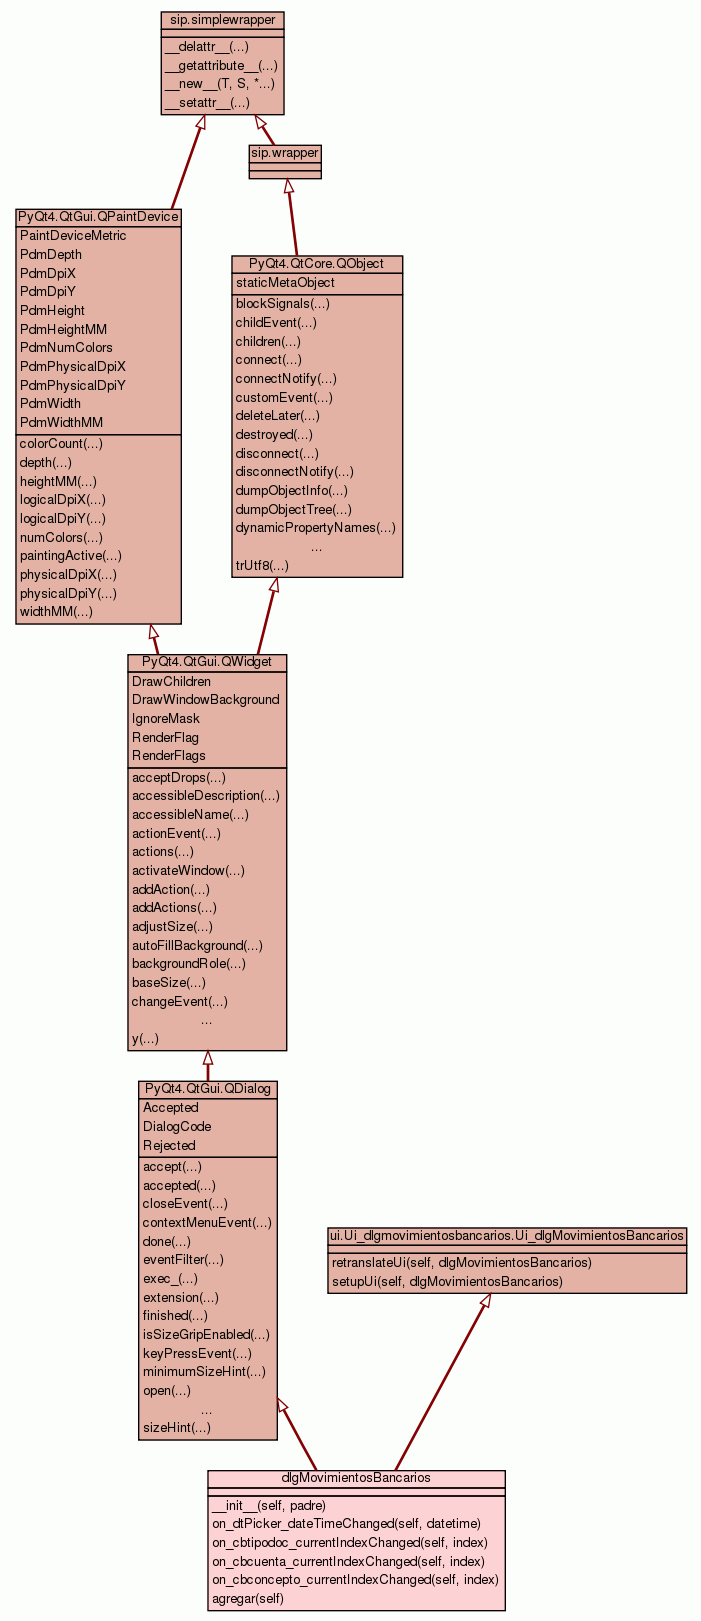 sip.simplewrapper
__delattr__(...)
__getattribute__(...)
__new__(T, S, *...)
__setattr__(...)
sip.wrapper
PyQt4.QtGui.QPaintDevice
PaintDeviceMetric
PdmDepth
PdmDpiX
PdmDpiY
PdmHeight
PdmHeightMM
PdmNumColors
PdmPhysicalDpiX
PdmPhysicalDpiY
PdmWidth
PdmWidthMM
colorCount(...)
depth(...)
heightMM(...)
logicalDpiX(...)
logicalDpiY(...)
numColors(...)
paintingActive(...)
physicalDpiX(...)
physicalDpiY(...)
widthMM(...)
PyQt4.QtCore.QObject
staticMetaObject
blockSignals(...)
childEvent(...)
children(...)
connect(...)
connectNotify(...)
customEvent(...)
deleteLater(...)
destroyed(...)
disconnect(...)
disconnectNotify(...)
dumpObjectInfo(...)
dumpObjectTree(...)
dynamicPropertyNames(...)
...
trUtf8(...)
PyQt4.QtGui.QWidget
DrawChildren
DrawWindowBackground
IgnoreMask
RenderFlag
RenderFlags
acceptDrops(...)
accessibleDescription(...)
accessibleName(...)
actionEvent(...)
actions(...)
activateWindow(...)
addAction(...)
addActions(...)
adjustSize(...)
autoFillBackground(...)
backgroundRole(...)
baseSize(...)
changeEvent(...)
...
y(...)
PyQt4.QtGui.QDialog
Accepted
DialogCode
Rejected
accept(...)
accepted(...)
closeEvent(...)
contextMenuEvent(...)
done(...)
eventFilter(...)
exec_(...)
extension(...)
finished(...)
isSizeGripEnabled(...)
keyPressEvent(...)
minimumSizeHint(...)
open(...)
...
sizeHint(...)
ui.Ui_dlgmovimientosbancarios.Ui_dlgMovimientosBancarios
retranslateUi(self, dlgMovimientosBancarios)
setupUi(self, dlgMovimientosBancarios)
dlgMovimientosBancarios
__init__(self, padre)
on_dtPicker_dateTimeChanged(self, datetime)
on_cbtipodoc_currentIndexChanged(self, index)
on_cbcuenta_currentIndexChanged(self, index)
on_cbconcepto_currentIndexChanged(self, index)
agregar(self)